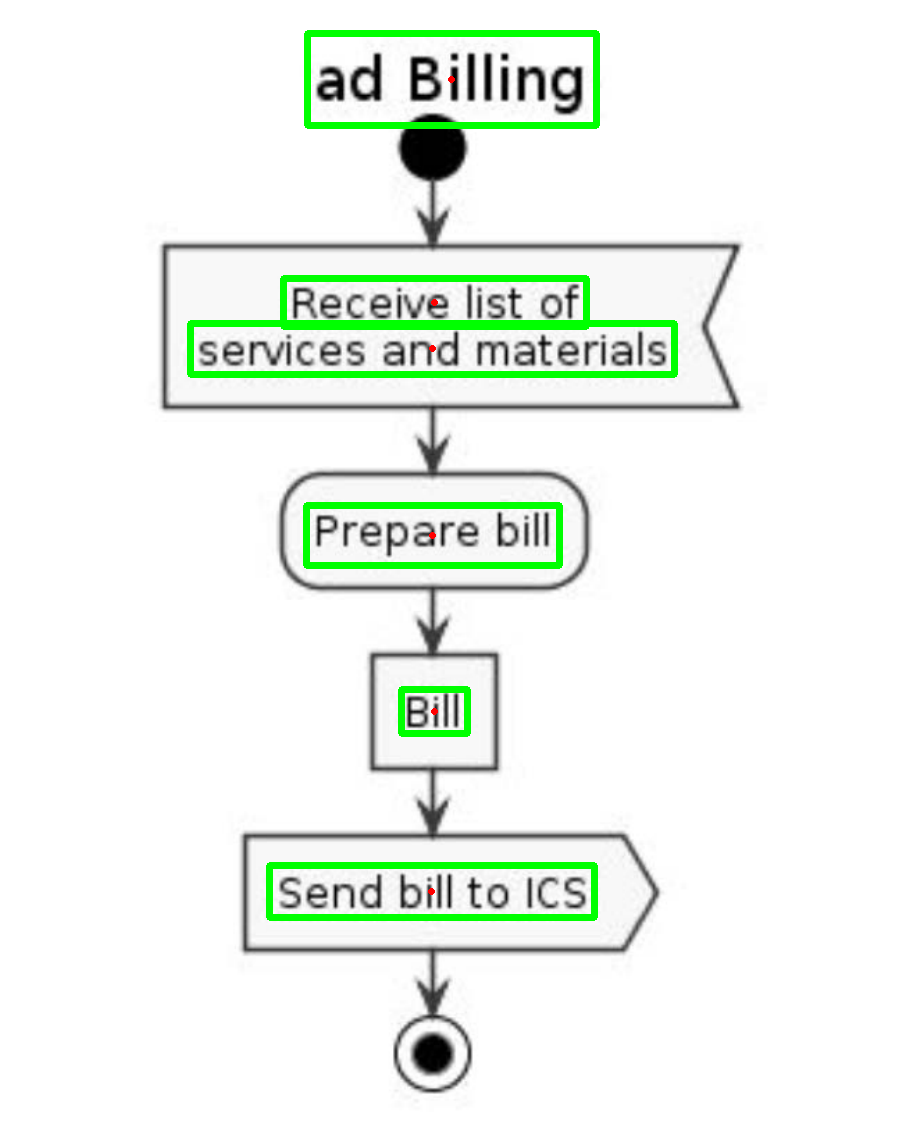 ad Billing
Receive list of
services and materials
Prepare bill
Bill
Send bill to ICS